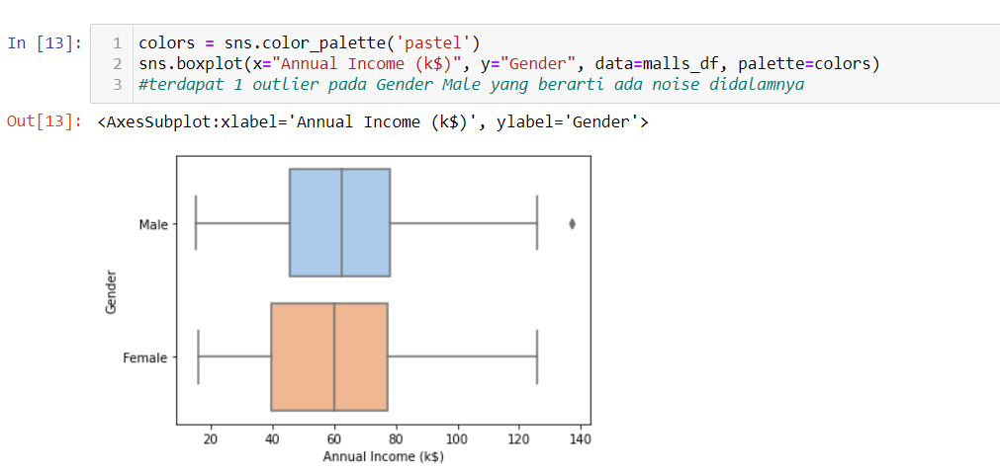 In [13]:
1 colors = sns.color_palette('pastel')
2 sns.boxplot(x="Annual Income (k$)", y="Gender", data=malls_df, palette=colors)
3 #terdapat 1 outlier pada Gender Male yang berarti ada noise didalamnya
Out[13]: <AxesSubplot:xlabel='Annual Income (k$)', ylabel='Gender'>
Male
Gender
Female
20 40 60 80 100 120 140
Annual Income (k$)